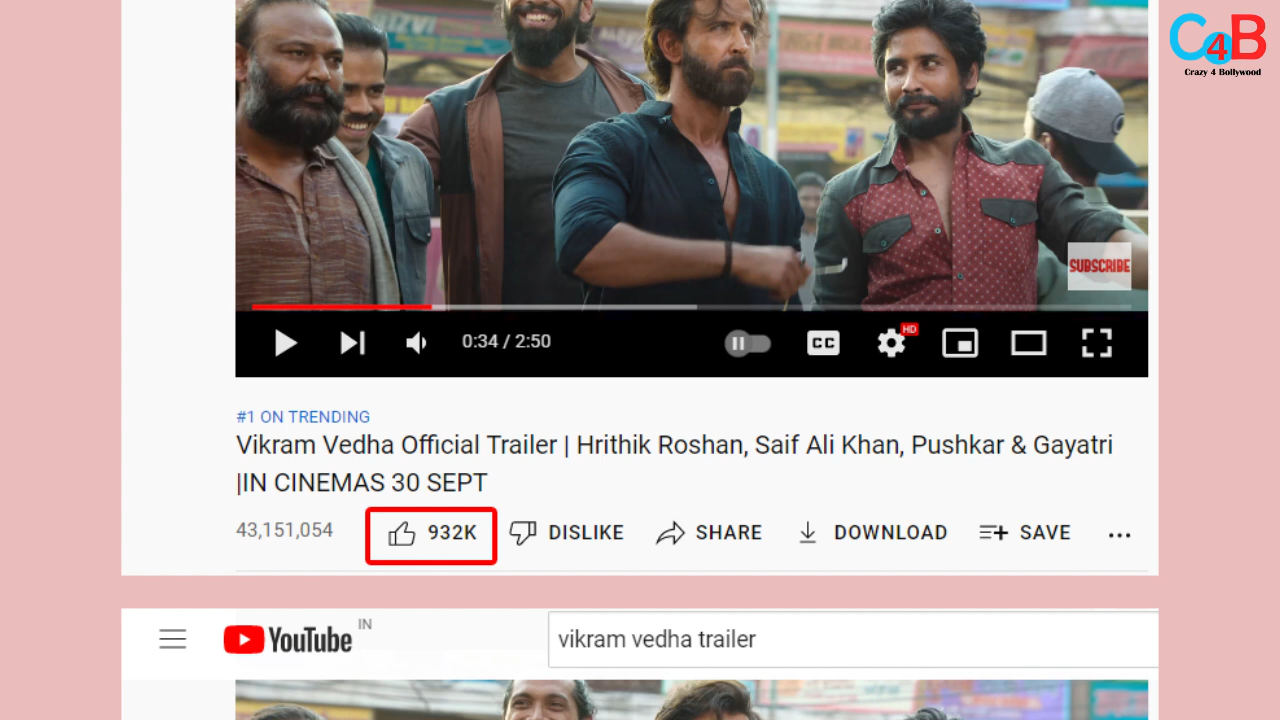 C4B
Crazy 4 Bollywood
SUBSCRIBE
0:34 / 2:50
CC
HD
#1 ON TRENDING
Vikram Vedha Official Trailer | Hrithik Roshan, Saif Ali Khan, Pushkar & Gayatri
|IN CINEMAS 30 SEPT
43,151,054 932K DISLIKE SHARE DOWNLOAD SAVE ...
YouTube IN
vikram vedha trailer